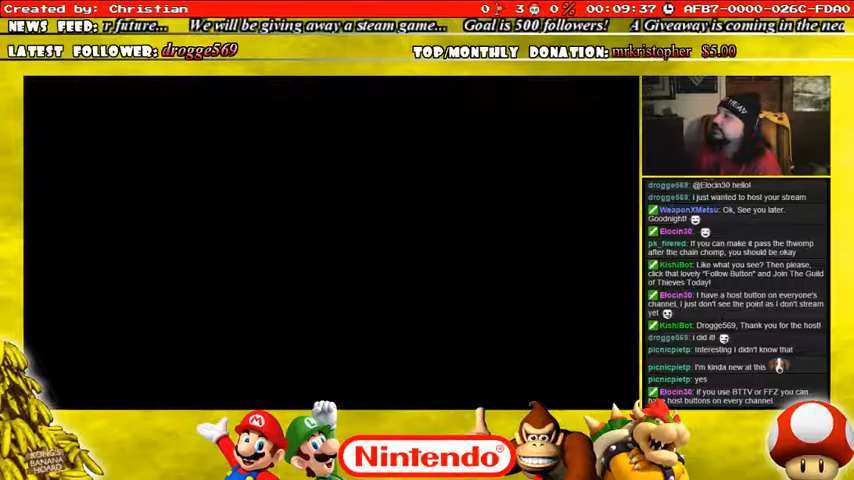 Created by: Christian
0 3 0 00:09:37 AFB7-0000-026C-FDA0
NEWS FEED: r future... We will be giving away a steam game... Goal is 500 followers! A Giveaway is coming in the nea
LATEST FOLLOWER: drogge569 TOP/MONTHLY DONATION: mrkristopher $5.00
drogge569: @Elocin30 hello!
drogge569: i just wanted to host your stream
WeaponXMetsu: Ok, See you later.
Goodnight!
Elocin30:
pk_firered: If you can make it pass the thwomp
after the chain chomp, you should be okay
KishiBot: Like what you see? Then please,
click that lovely "Follow Button" and Join The Guild
of Thieves Today!
Elocin30: I have a host button on everyone's
channel, I just don't see the point as I don't stream
yet
KishiBot: Drogge569, Thank you for the host!
drogge569: i did it!
picnicpietp: Interesting I didn't know that
picnicpietp: I'm kinda new at this
picnicpietp: yes
Elocin30: if you use BTTV or FFZ you can
have host buttons on every channel
KONG'S
BANANA
HOARD
M
L
Nintendo
DK